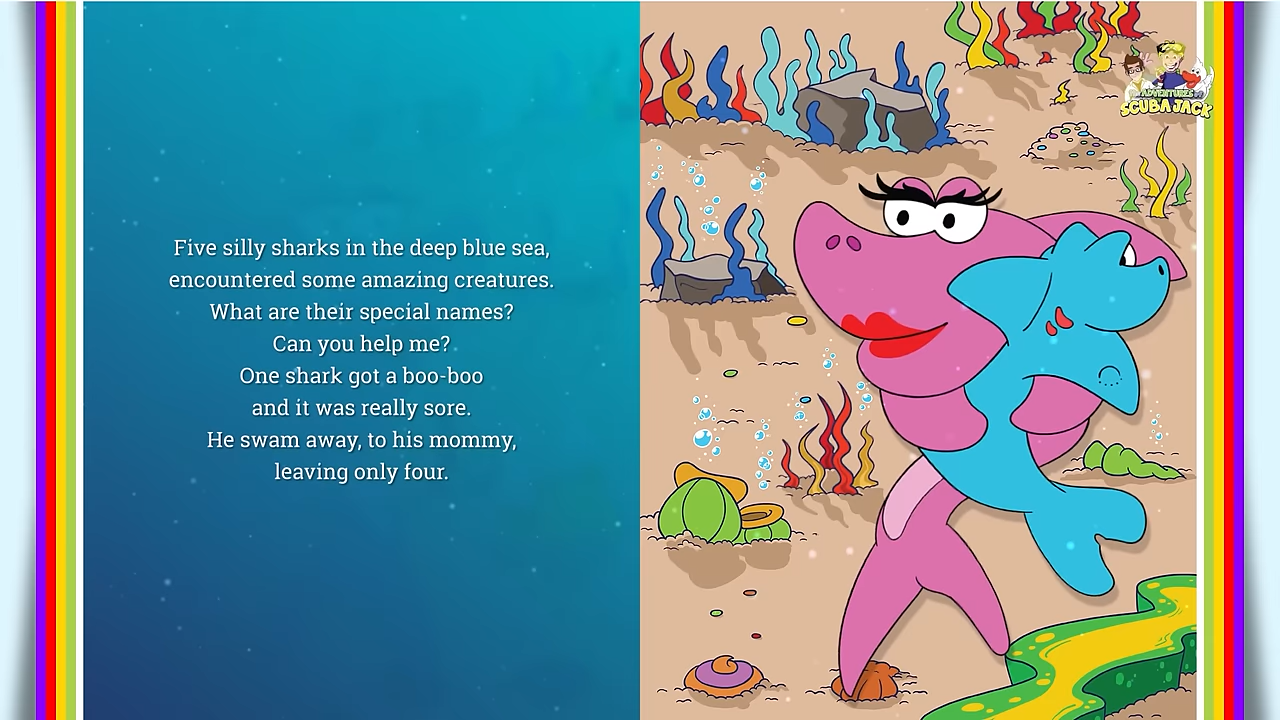 Five silly sharks in the deep blue sea,
encountered some amazing creatures.
What are their special names?
Can you help me?
One shark got a boo-boo
and it was really sore.
He swam away, to his mommy,
leaving only four.
ADVENTURES OF
SCUBA JACK